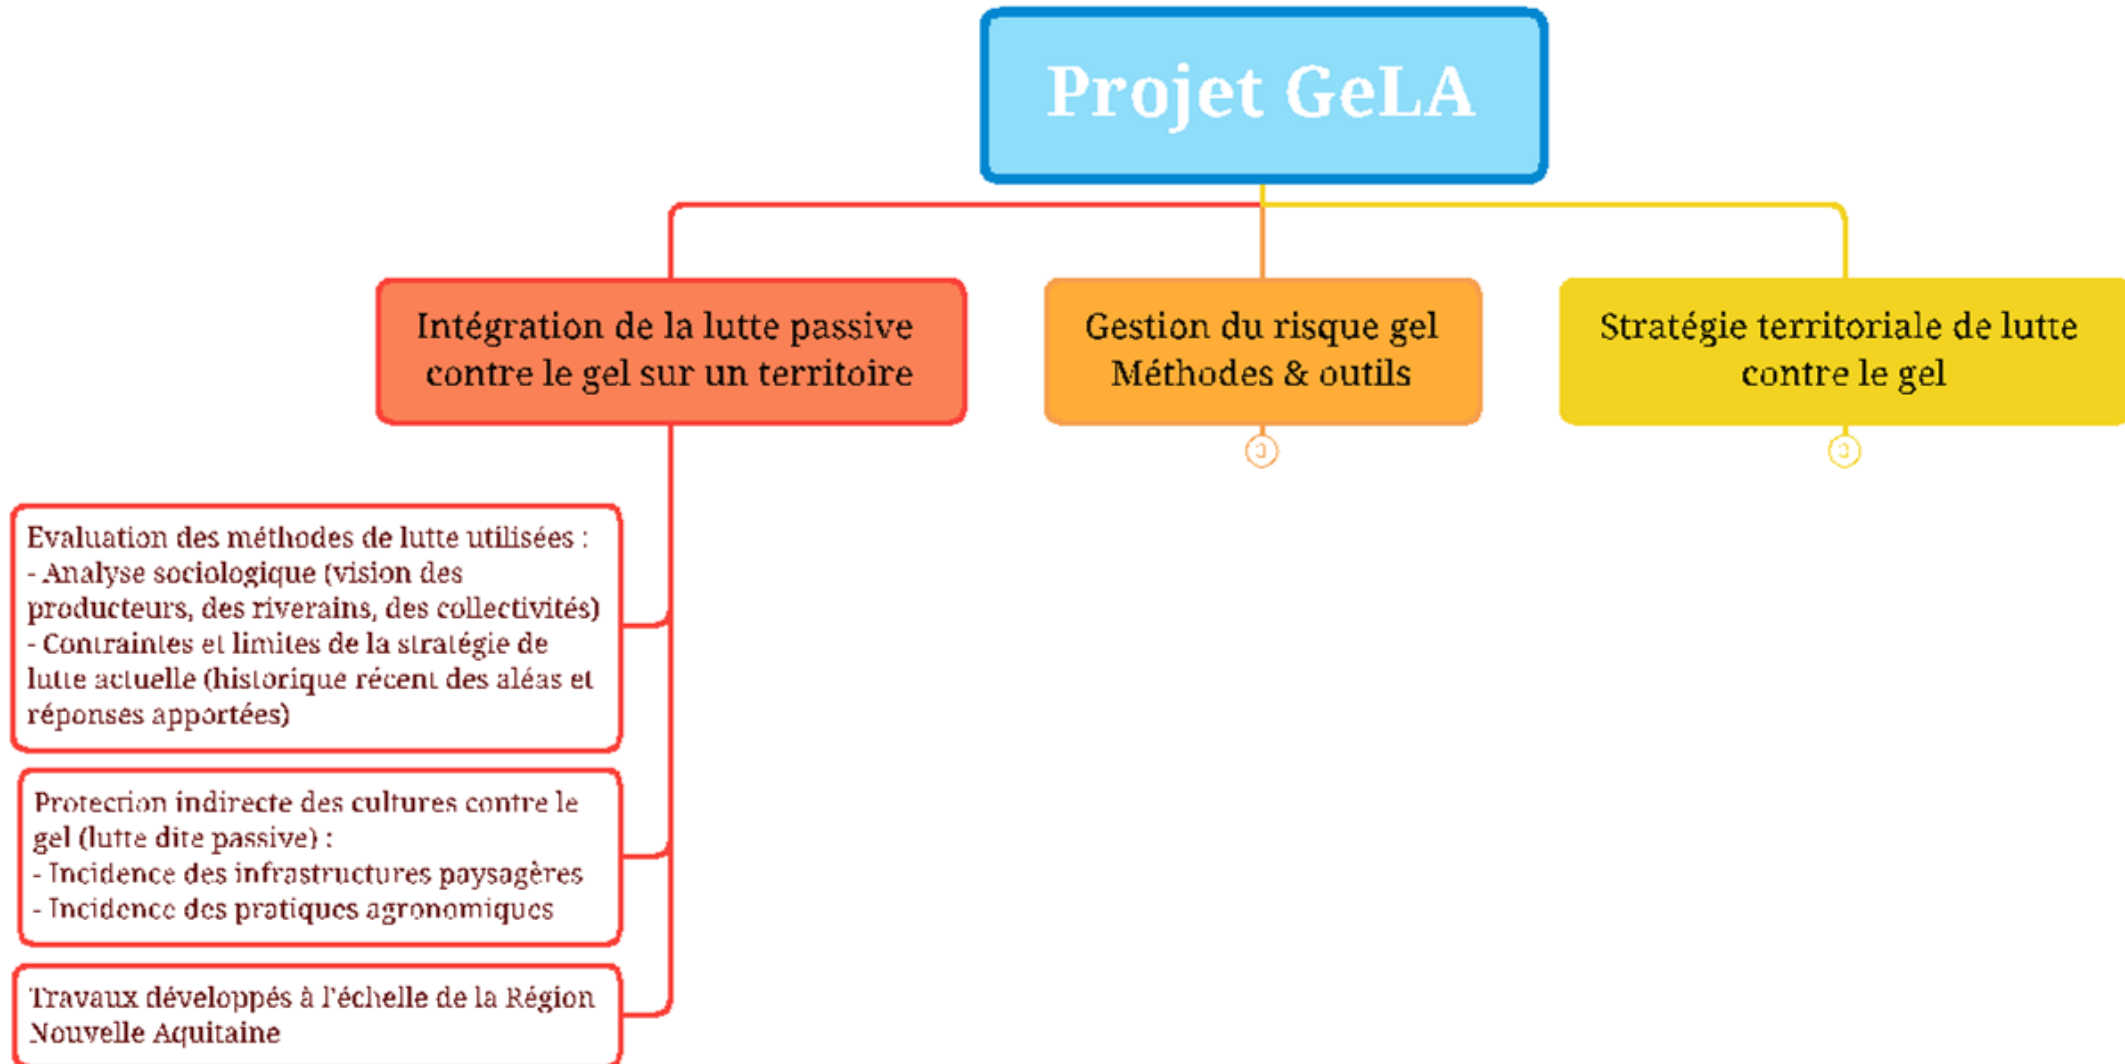 Projet GeLA
Intégration de la lutte passive
contre le gel sur un territoire
Gestion du risque gel
Méthodes & outils
Stratégie territoriale de lutte
contre le gel
3
3
Evaluation des méthodes de lutte utilisées :
- Analyse sociologique (vision des
producteurs, des riverains, des collectivités)
- Contraintes et limites de la stratégie de
lutte actuelle (historique récent des aléas et
réponses apportées)
Protection indirecte des cultures contre le
gel (lutte dite passive) :
- Incidence des infrastructures paysagères
- Incidence des pratiques agronomiques
Travaux développés à l'échelle de la Région
Nouvelle Aquitaine